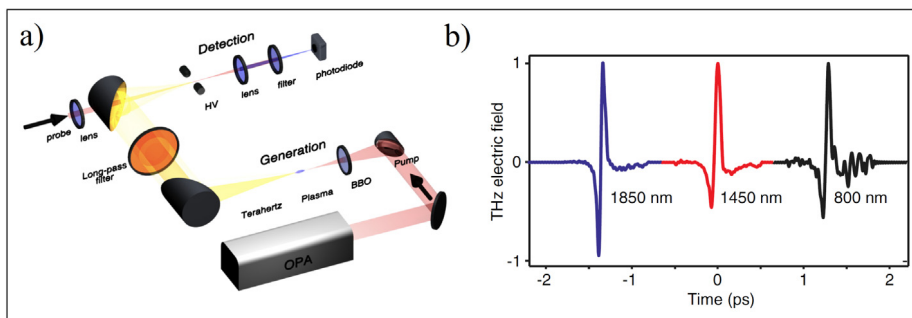 a)
Detection
probe
lens
HV
lens
filter
photodiode
Long-pass
filter
Generation
Terahertz
Plasma
BBO
Pump
OPA
b)
THz electric field
1
0
-1
1850 nm
1450 nm
800 nm
-2
-1
0
1
2
Time (ps)